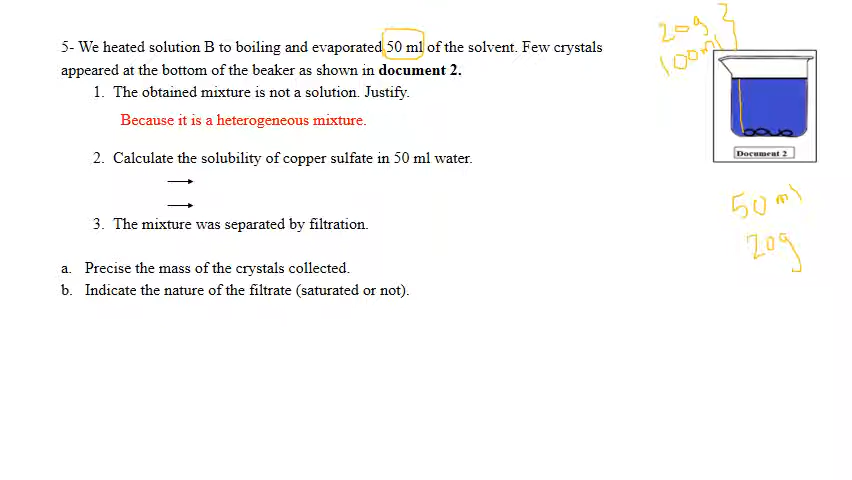 20g
100ml
5- We heated solution B to boiling and evaporated 50 ml of the solvent. Few crystals
appeared at the bottom of the beaker as shown in document 2.
1. The obtained mixture is not a solution. Justify.
Because it is a heterogeneous mixture.
Document 2
2. Calculate the solubility of copper sulfate in 50 ml water.
→
→
50 ml
20g
3. The mixture was separated by filtration.
a. Precise the mass of the crystals collected.
b. Indicate the nature of the filtrate (saturated or not).